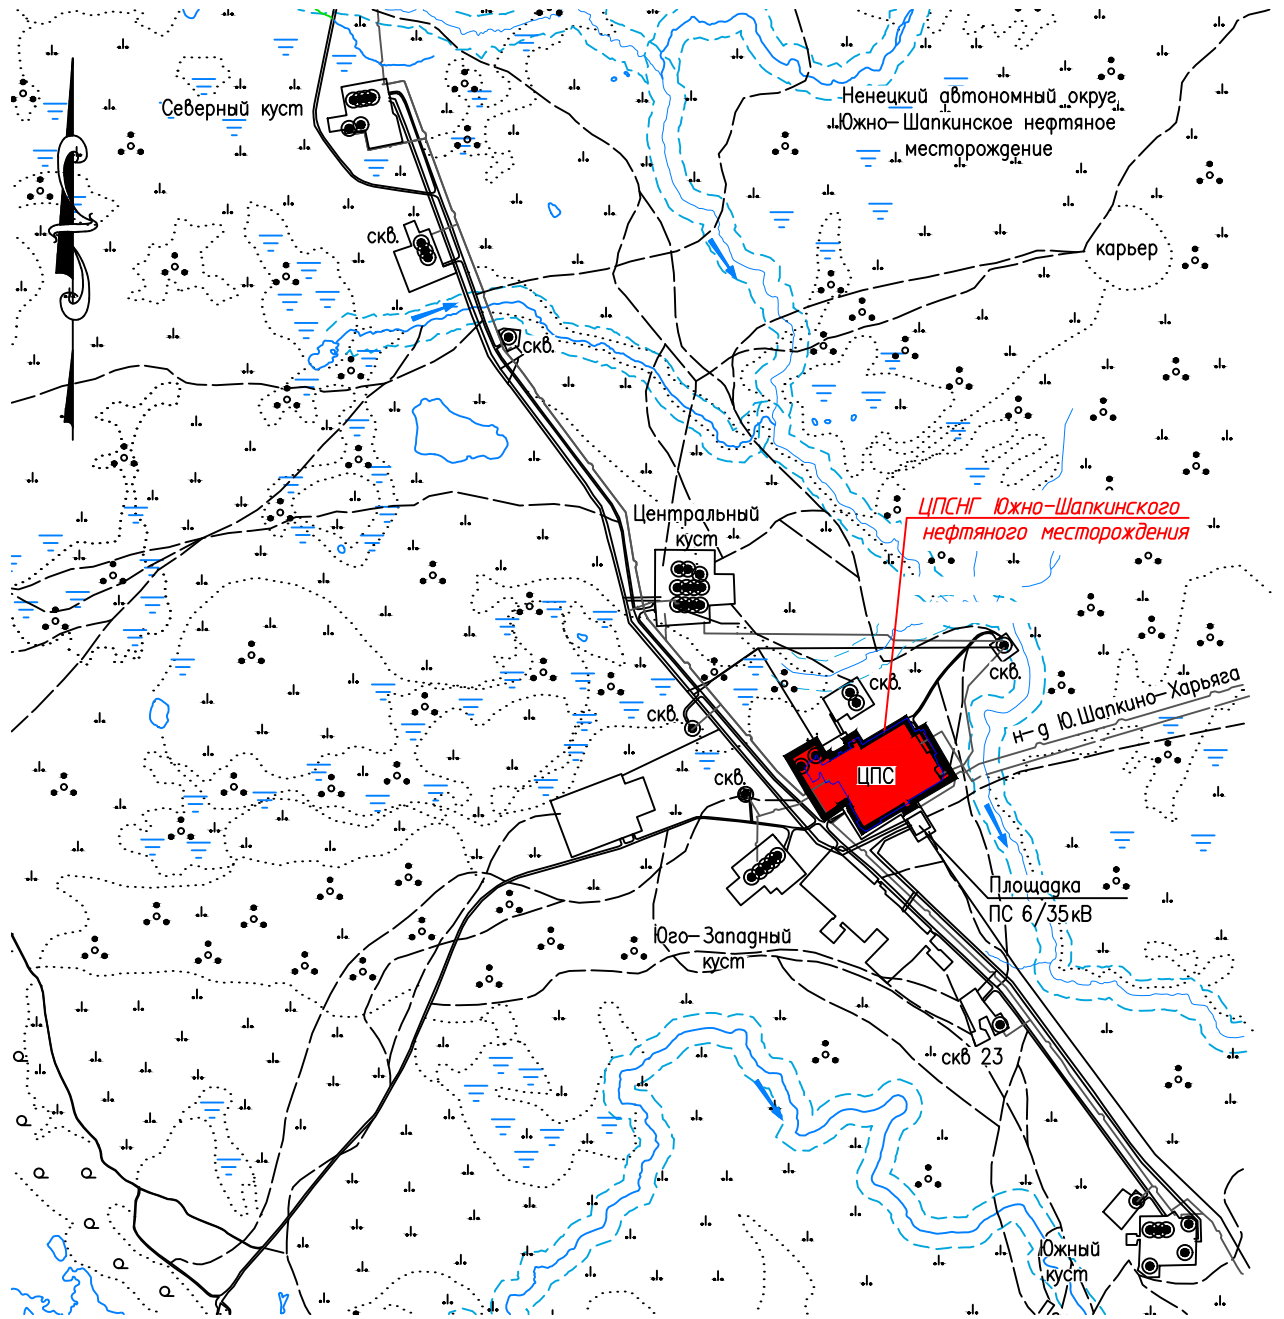 Северный куст
Ненецкий автономный округ,
Южно-Шапкинское нефтяное
месторождение
скв.
карьер
скв.
ЦПСНГ Южно-Шапкинского
нефтяного месторождения
Центральный
куст
скв.
скв.
н-д Ю.Шапкино-Харьяга
скв.
скв.
ЦПС
Площадка
ПС 6/35кВ
Юго-Западный
куст
скв 23
Южный
куст